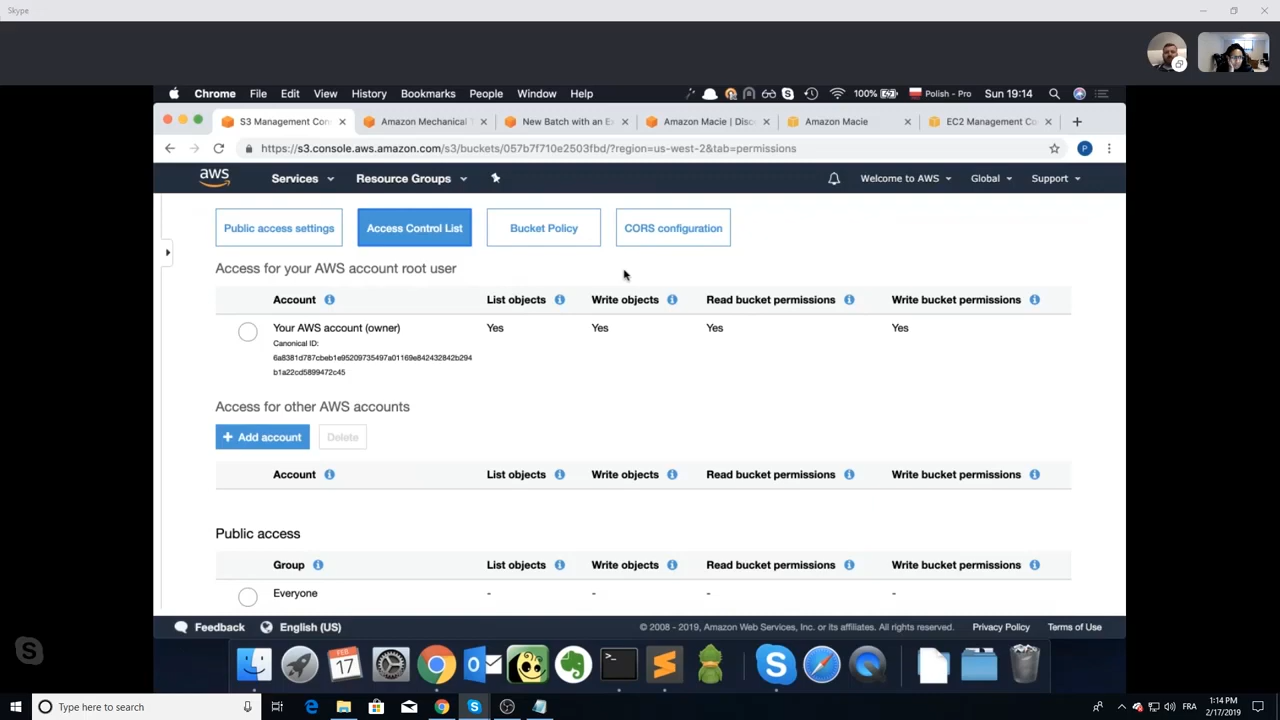 Skype
Chrome File Edit View History Bookmarks People Window Help 100% Polish - Pro Sun 19:14
S3 Management Con Amazon Mechanical T New Batch with an Ex Amazon Macie | Disco Amazon Macie EC2 Management Co
https://s3.console.aws.amazon.com/s3/buckets/057b7f710e2503fbd/?region=us-west-2&tab=permissions P
aws Services Resource Groups Welcome to AWS Global Support
Public access settings Access Control List Bucket Policy CORS configuration
Access for your AWS account root user
Account List objects Write objects Read bucket permissions Write bucket permissions
Your AWS account (owner) Yes Yes Yes Yes
Canonical ID:
6a8381d787cbeb1e95209735497a01169e842432842b294
b1a22cd5899472c45
Access for other AWS accounts
+ Add account Delete
Account List objects Write objects Read bucket permissions Write bucket permissions
Public access
Group List objects Write objects Read bucket permissions Write bucket permissions
Everyone - - - -
Feedback English (US) © 2008 - 2019, Amazon Web Services, Inc. or its affiliates. All rights reserved. Privacy Policy Terms of Use
FEB
17
Type here to search FRA 1:14 PM
2/17/2019